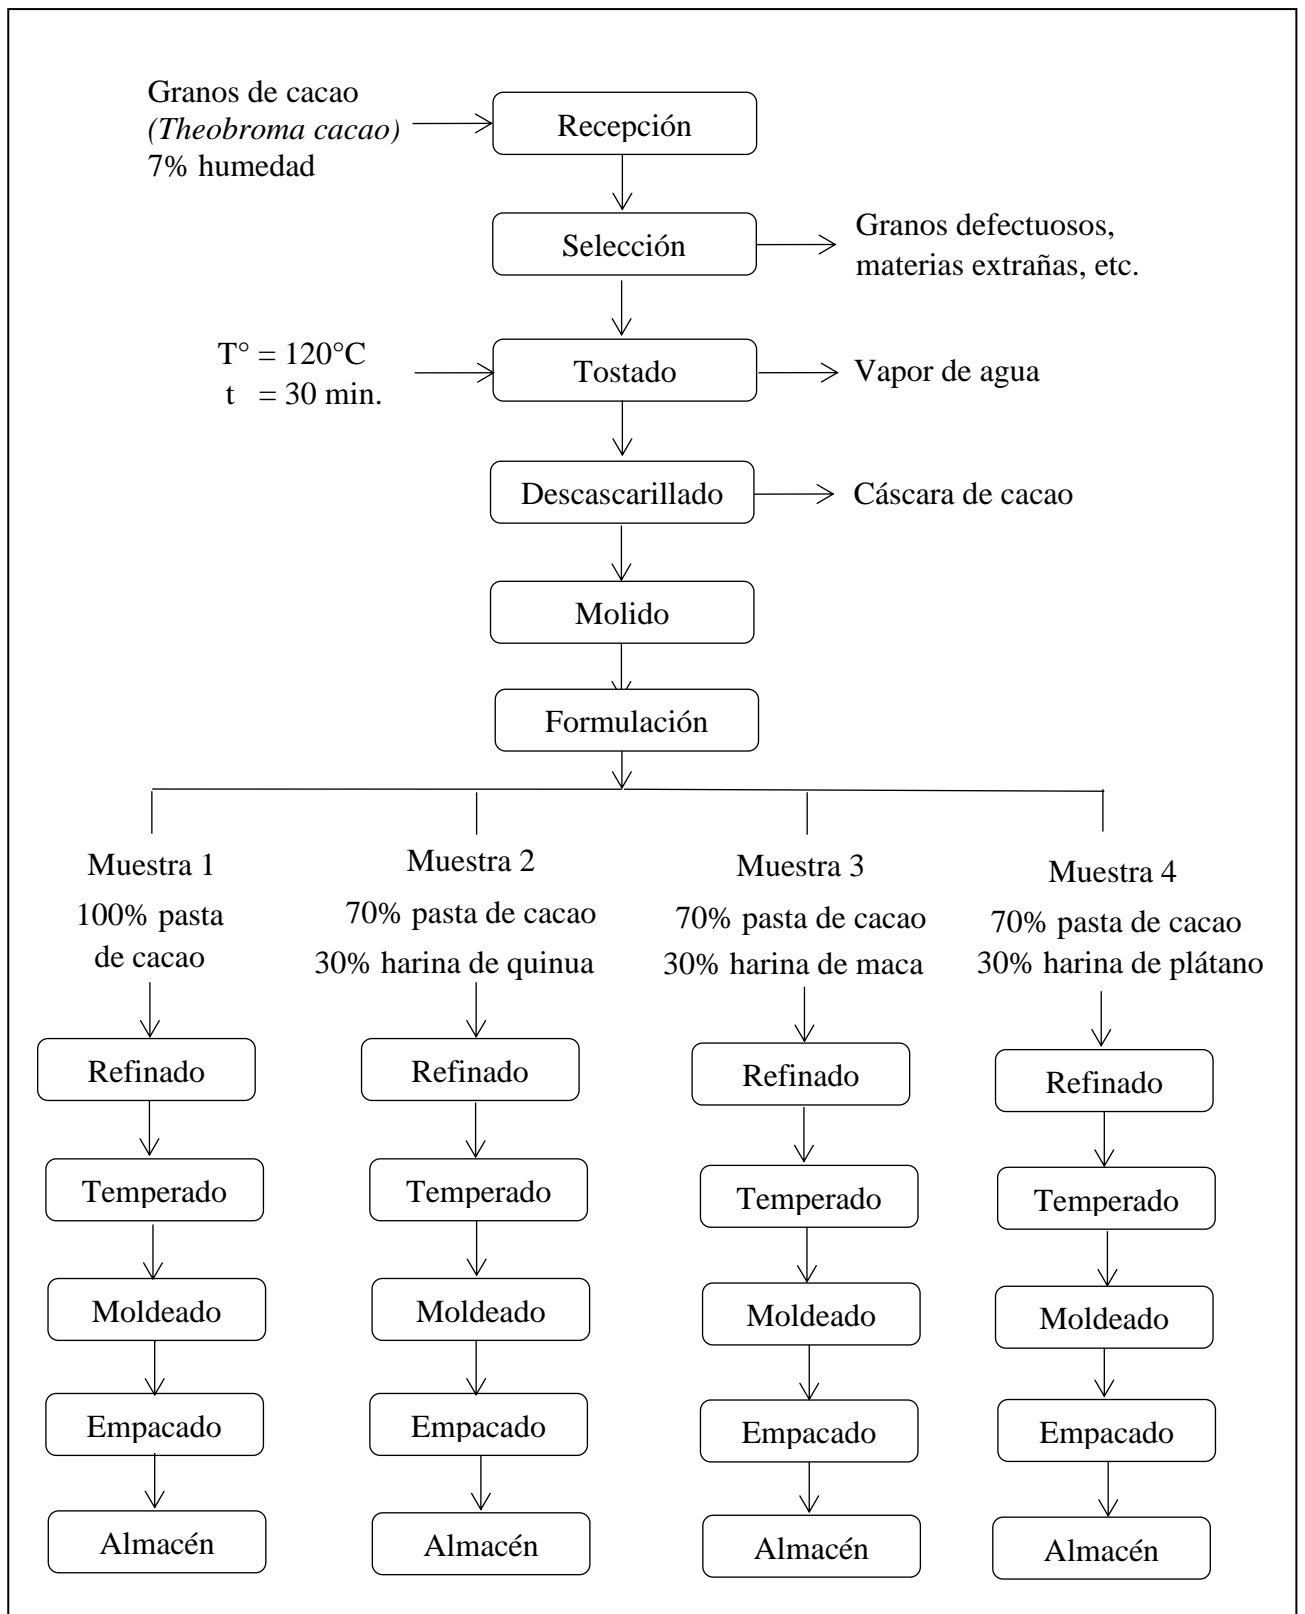 Granos de cacao
(Theobroma cacao)
7% humedad
Recepción
Selección
Granos defectuosos,
materias extrañas, etc.
T° = 120°C
t = 30 min.
Tostado
Vapor de agua
Descascarillado
Cáscara de cacao
Molido
Formulación
Muestra 1
100% pasta
de cacao
Refinado
Temperado
Moldeado
Empacado
Almacén
Muestra 2
70% pasta de cacao
30% harina de quinua
Refinado
Temperado
Moldeado
Empacado
Almacén
Muestra 3
70% pasta de cacao
30% harina de maca
Refinado
Temperado
Moldeado
Empacado
Almacén
Muestra 4
70% pasta de cacao
30% harina de plátano
Refinado
Temperado
Moldeado
Empacado
Almacén